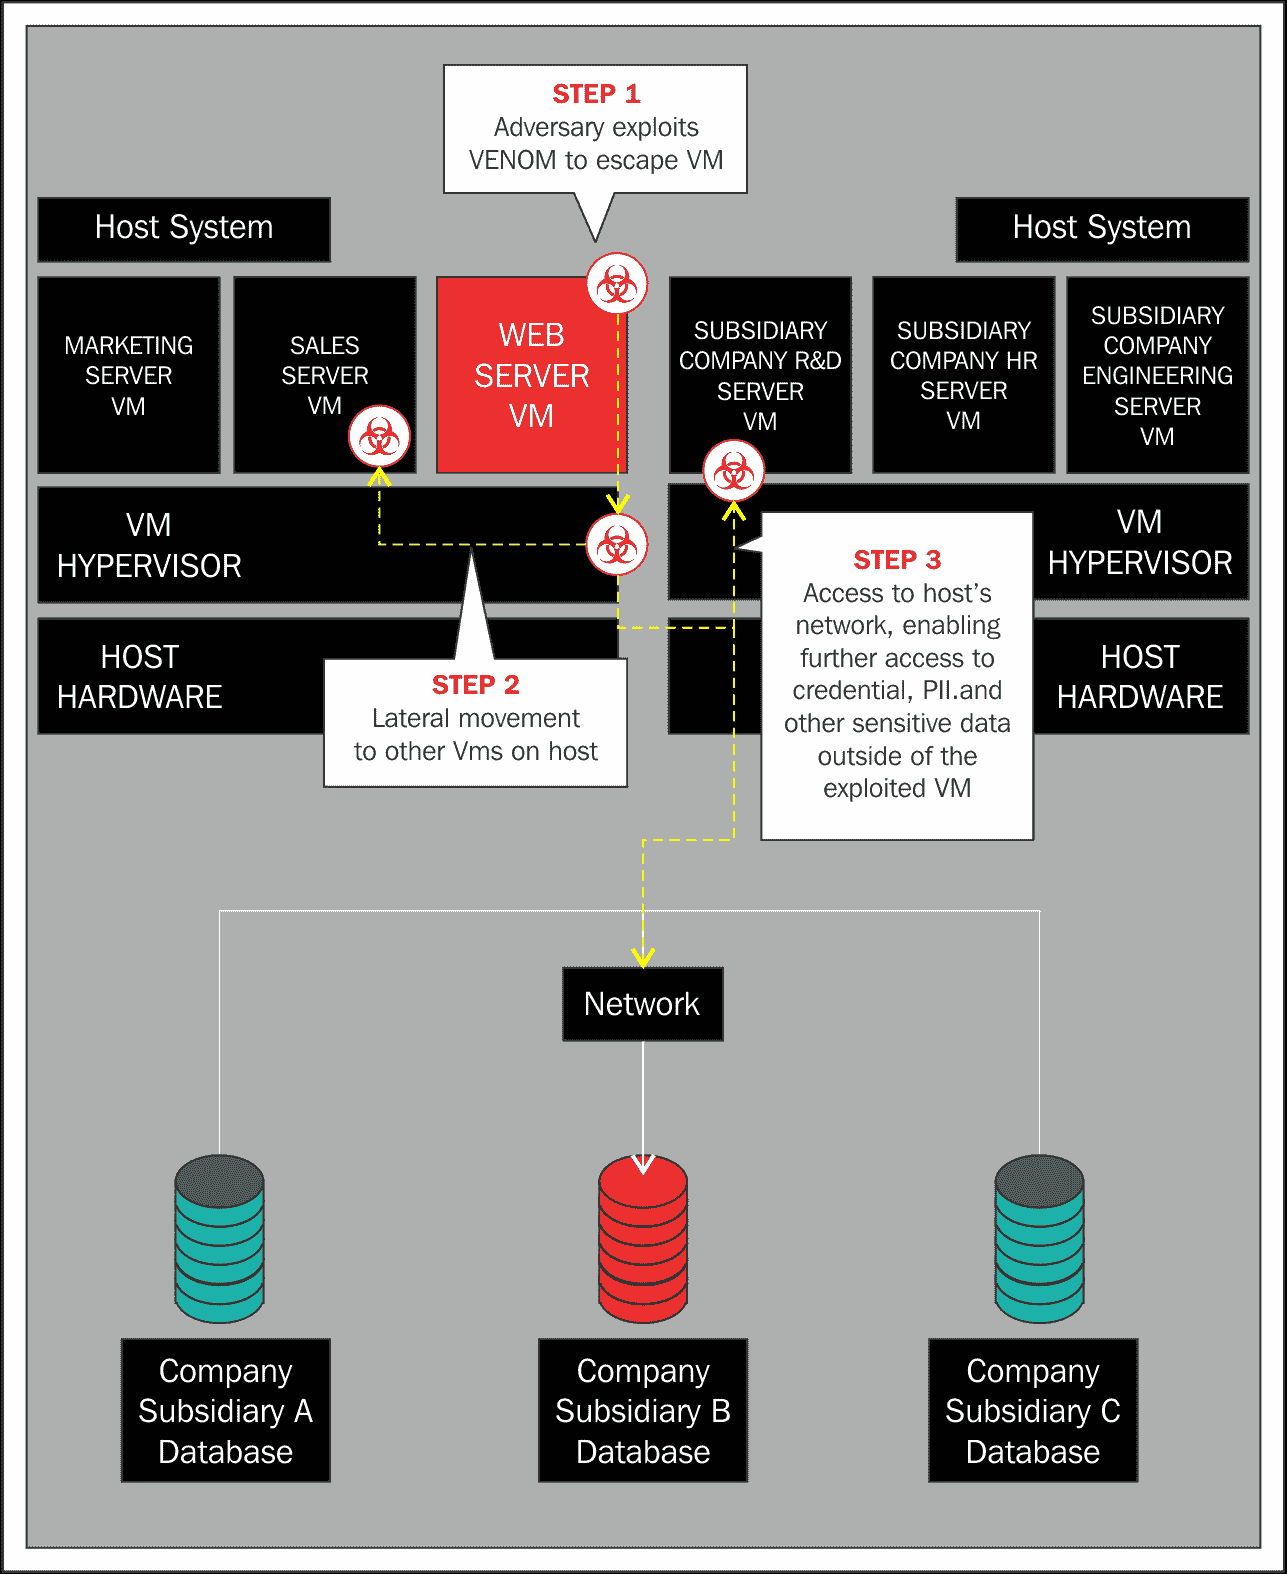 STEP 1
Adversary exploits
VENOM to escape VM
Host System
Host System
MARKETING
SERVER
VM
SALES
SERVER
VM
WEB
SERVER
VM
SUBSIDIARY
COMPANY R&D
SERVER
VM
SUBSIDIARY
COMPANY HR
SERVER
VM
SUBSIDIARY
COMPANY
ENGINEERING
SERVER
VM
VM
HYPERVISOR
VM
HYPERVISOR
HOST
HARDWARE
STEP 2
Lateral movement
to other Vms on host
STEP 3
Access to host's
network, enabling
further access to
credential, PII.and
other sensitive data
outside of the
exploited VM
HOST
HARDWARE
Network
Company
Subsidiary A
Database
Company
Subsidiary B
Database
Company
Subsidiary C
Database